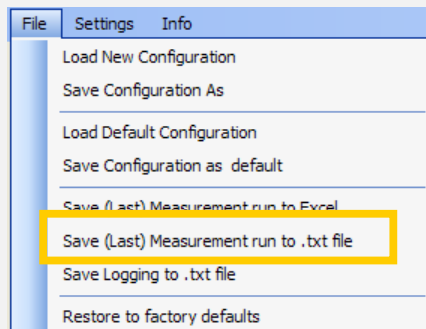 File Settings Info
Load New Configuration
Save Configuration As
Load Default Configuration
Save Configuration as default
Save (Last) Measurement run to Excel
Save (Last) Measurement run to .txt file
Save Logging to .txt file
Restore to factory defaults